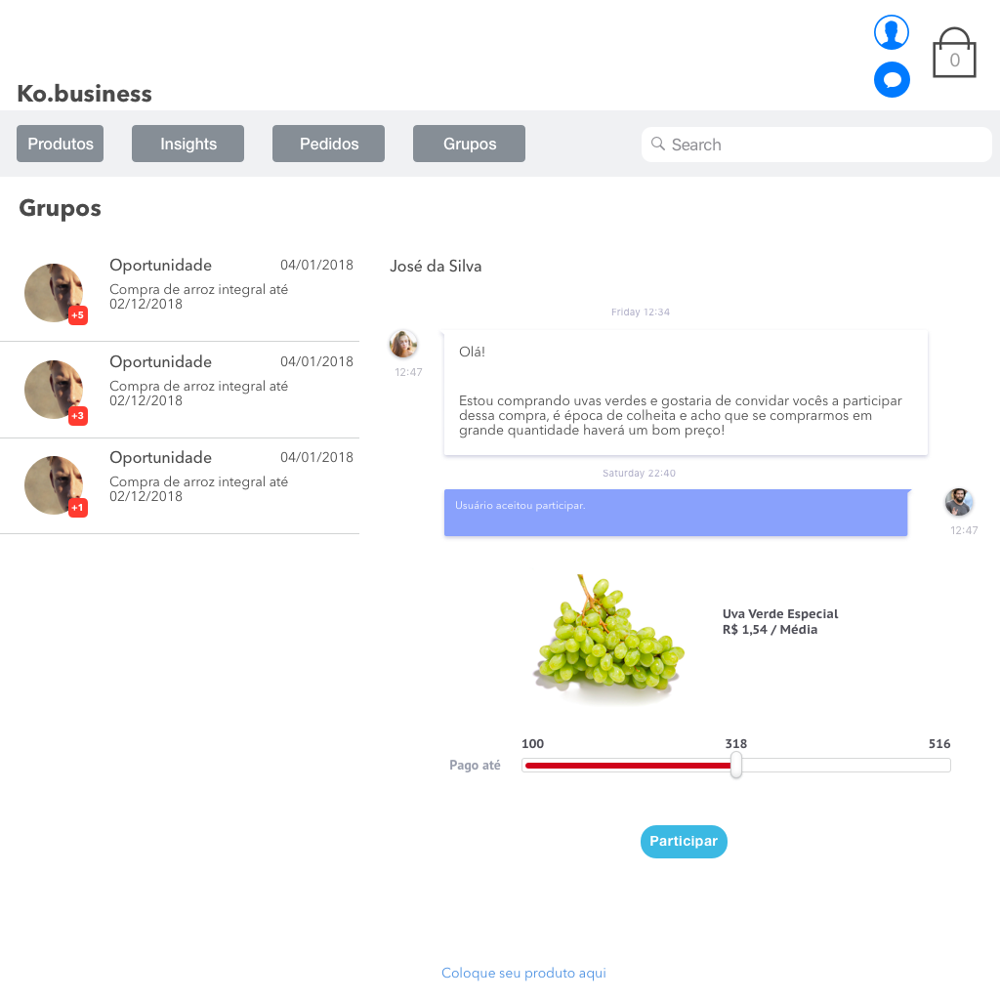 0
Ko.business
Produtos
Insights
Pedidos
Grupos
Search
Grupos
+5
Oportunidade
04/01/2018
Compra de arroz integral até
02/12/2018
+3
Oportunidade
04/01/2018
Compra de arroz integral até
02/12/2018
+1
Oportunidade
04/01/2018
Compra de arroz integral até
02/12/2018
José da Silva
Friday 12:34
12:47
Olá!
Estou comprando uvas verdes e gostaria de convidar vocês a participar
dessa compra, é época de colheita e acho que se comprarmos em
grande quantidade haverá um bom preço!
Saturday 22:40
Usuário aceitou participar.
12:47
Uva Verde Especial
R$ 1,54 / Média
100
318
516
Pago até
Participar
Coloque seu produto aqui